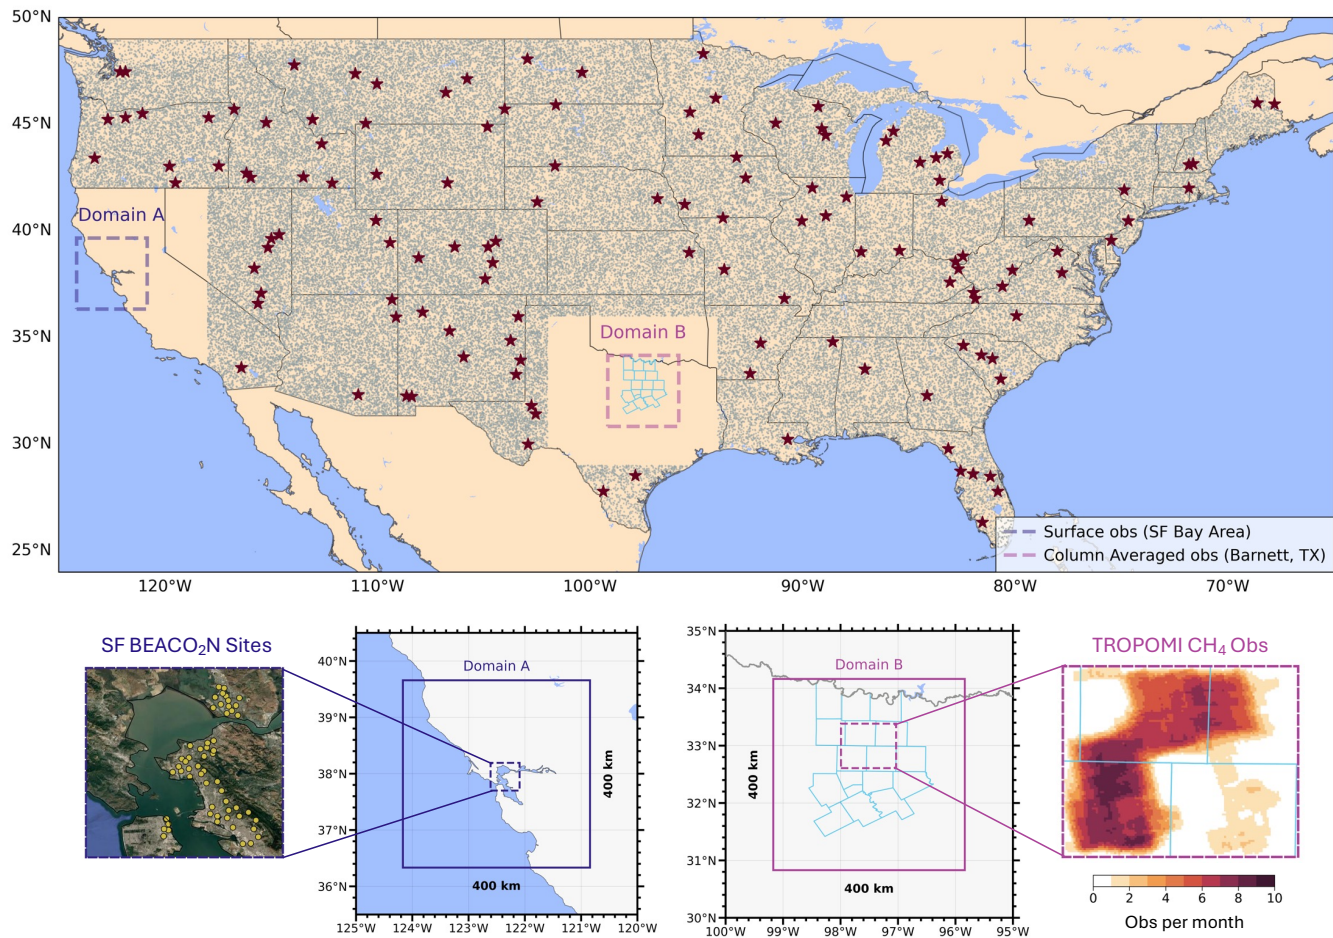 50°N
45°N
40°N
35°N
30°N
25°N
Domain A
Domain B
Surface obs (SF Bay Area)
Column Averaged obs (Barnett, TX)
120°W 110°W 100°W 90°W 80°W 70°W
SF BEACO₂N Sites
40°N
39°N
38°N
37°N
36°N
Domain A
400 km
400 km
125°W 124°W 123°W 122°W 121°W 120°W
35°N
34°N
33°N
32°N
31°N
30°N
Domain B
400 km
400 km
100°W 99°W 98°W 97°W 96°W 95°W
TROPOMI CH₄ Obs
0 2 4 6 8 10
Obs per month